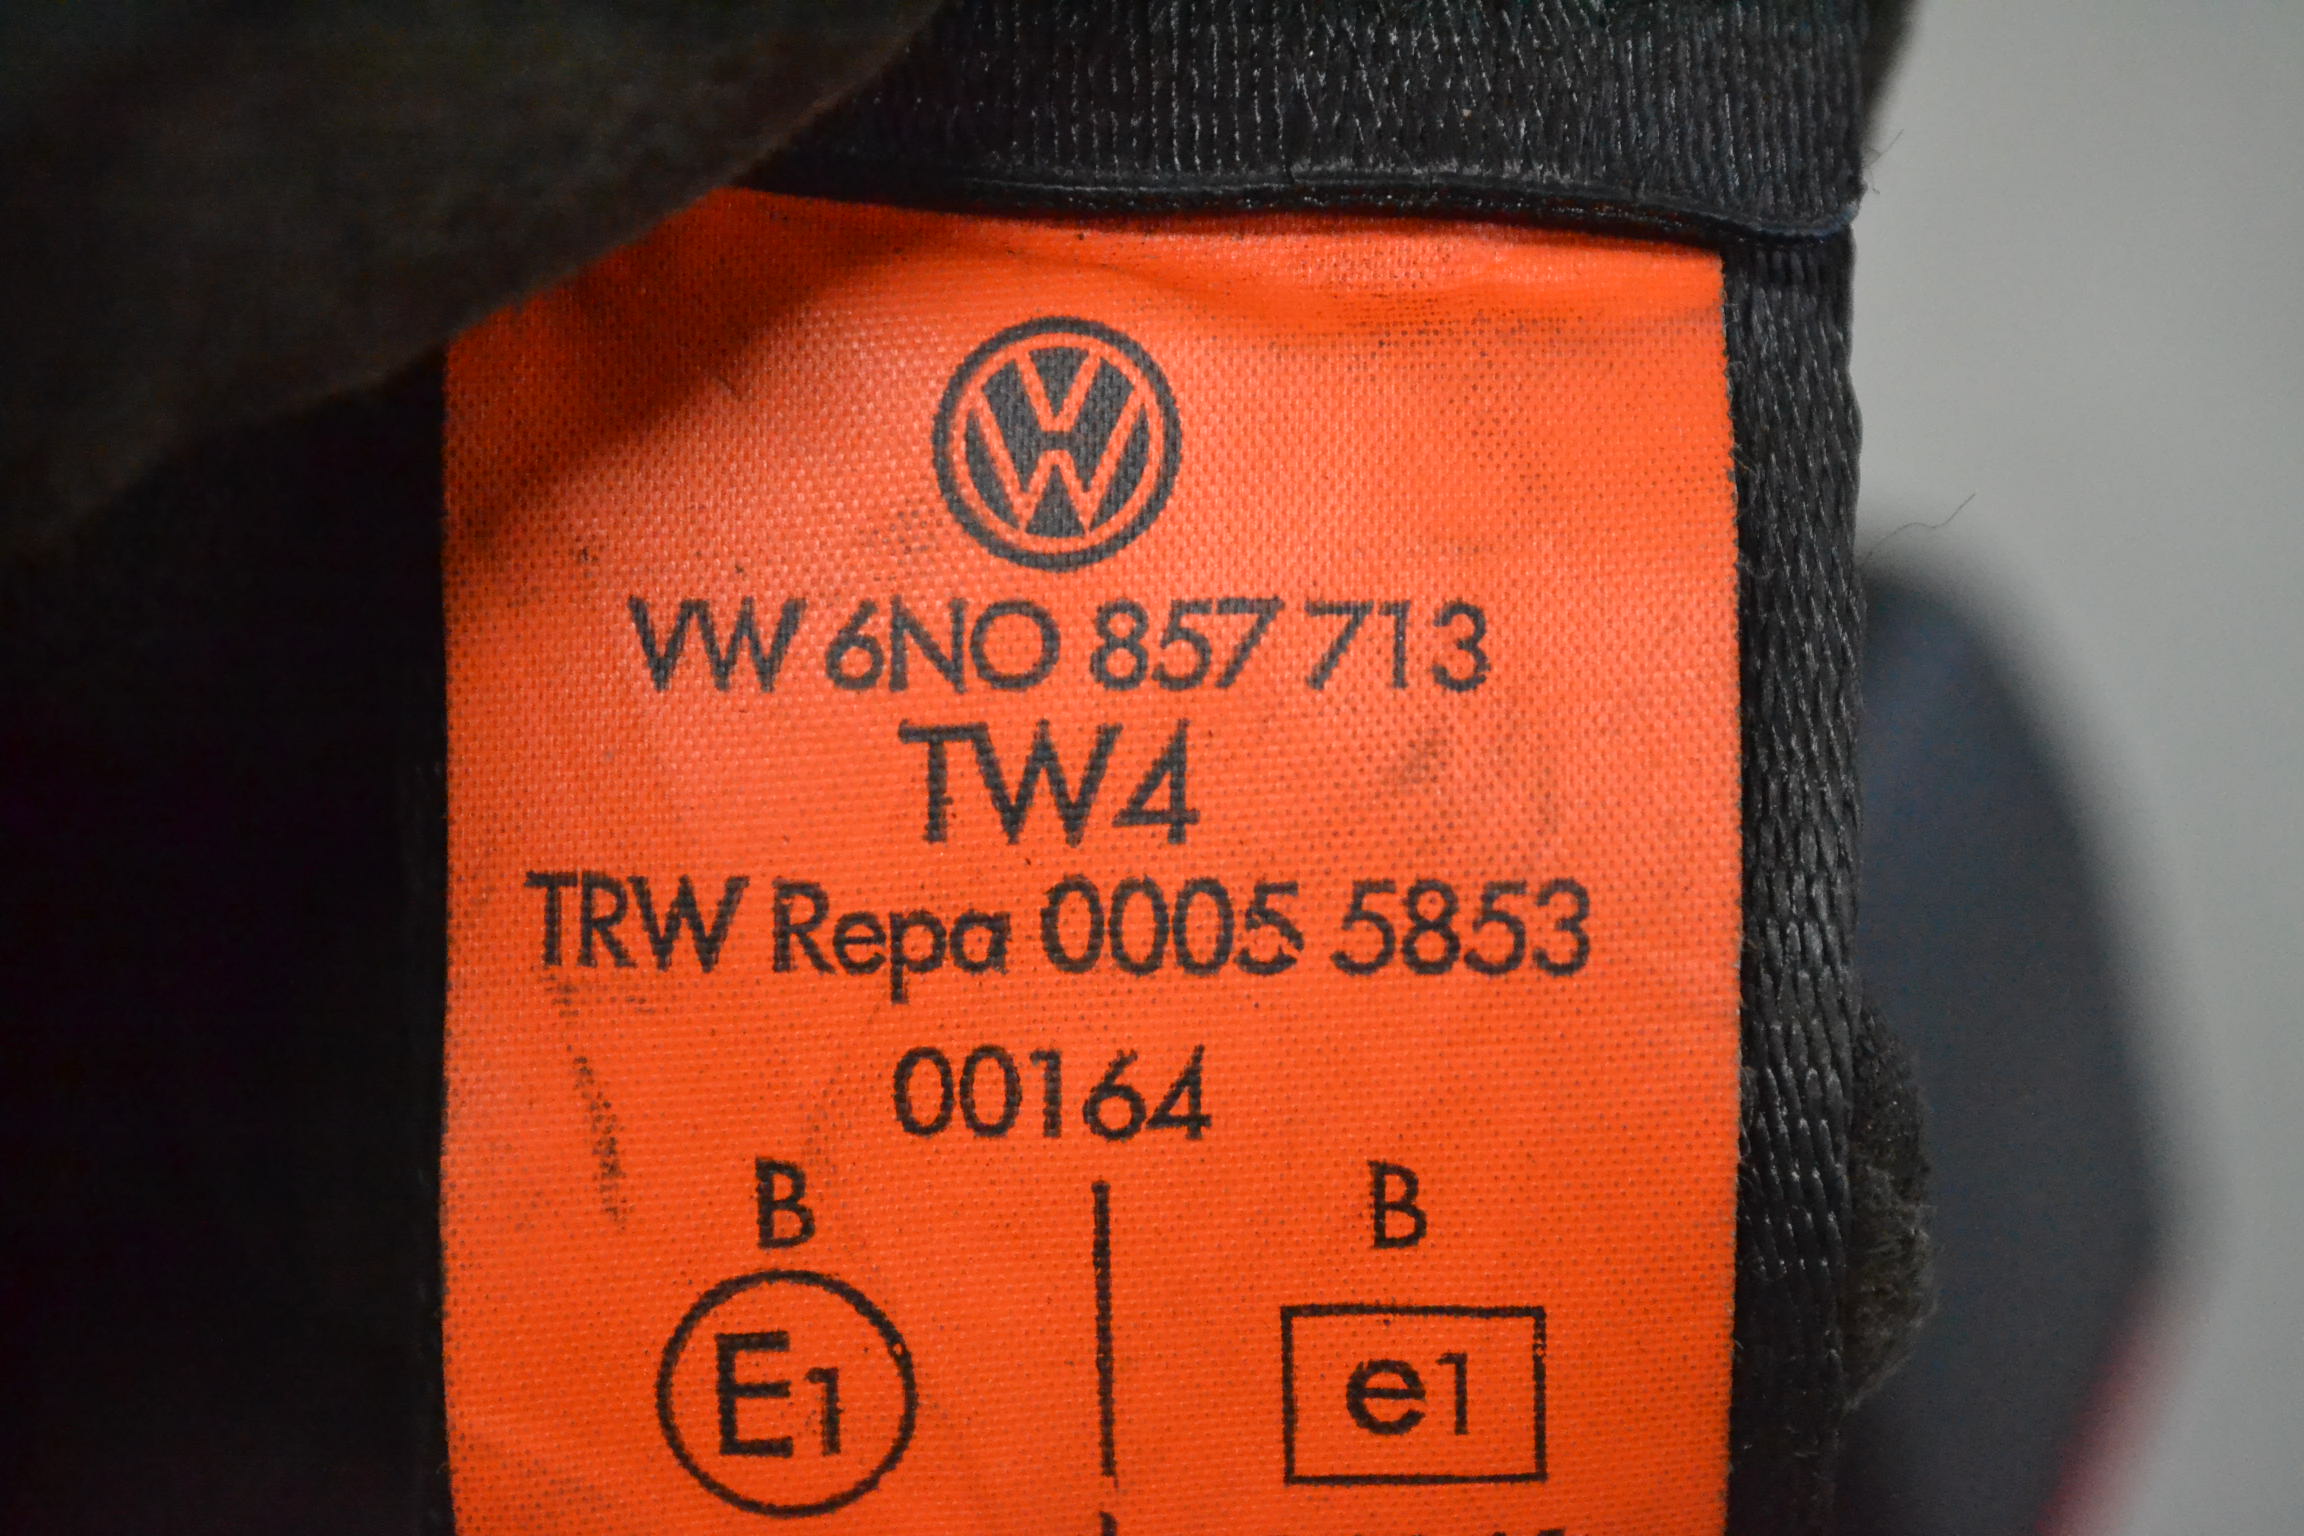 VW 6N0 857 713
TW4
TRW Repa 0005 5853
00164
B B
E1 e1